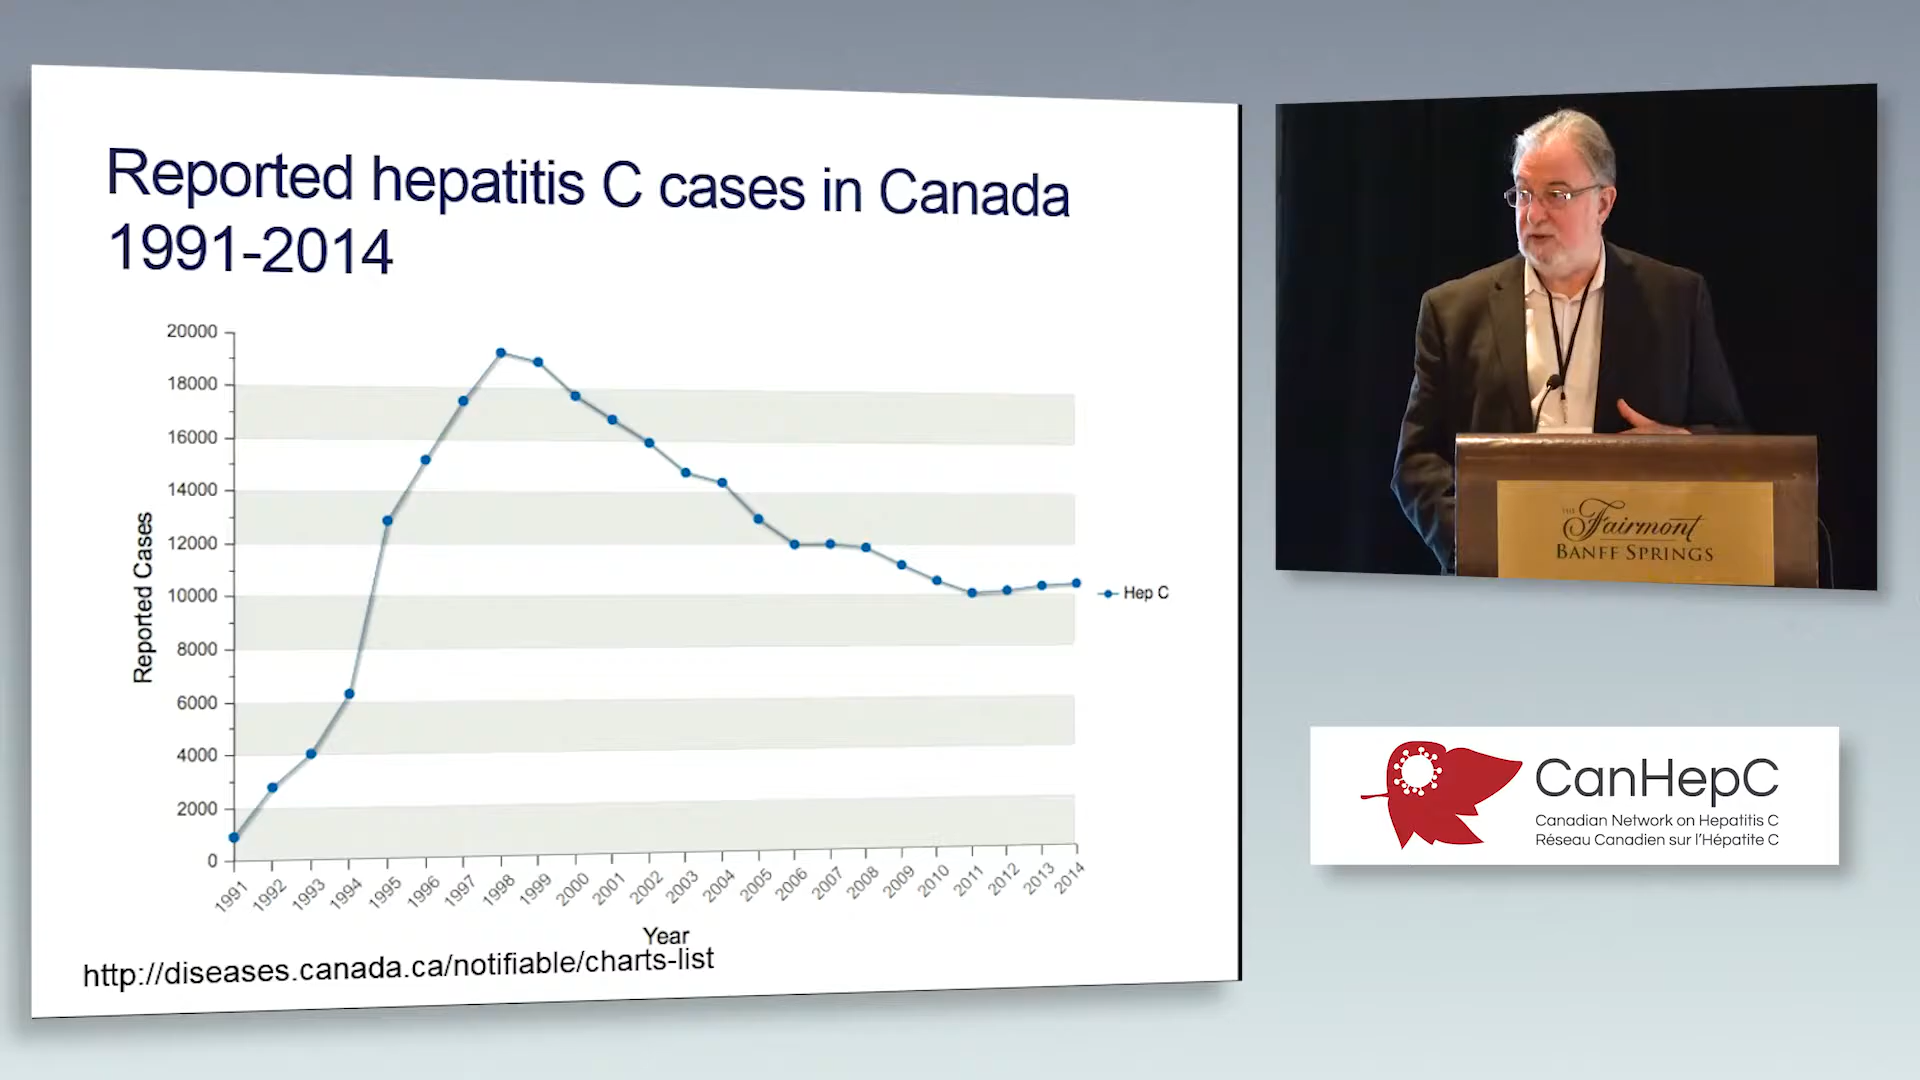 Reported hepatitis C cases in Canada
1991-2014
20000
18000
16000
14000
12000
10000
8000
6000
4000
2000
0
Reported Cases
1991 1992 1993 1994 1995 1996 1997 1998 1999 2000 2001 2002 2003 2004 2005 2006 2007 2008 2009 2010 2011 2012 2013 2014
Year
Hep C
http://diseases.canada.ca/notifiable/charts-list
THE
Fairmont
BANFF SPRINGS
CanHepC
Canadian Network on Hepatitis C
Réseau Canadien sur l'Hépatite C